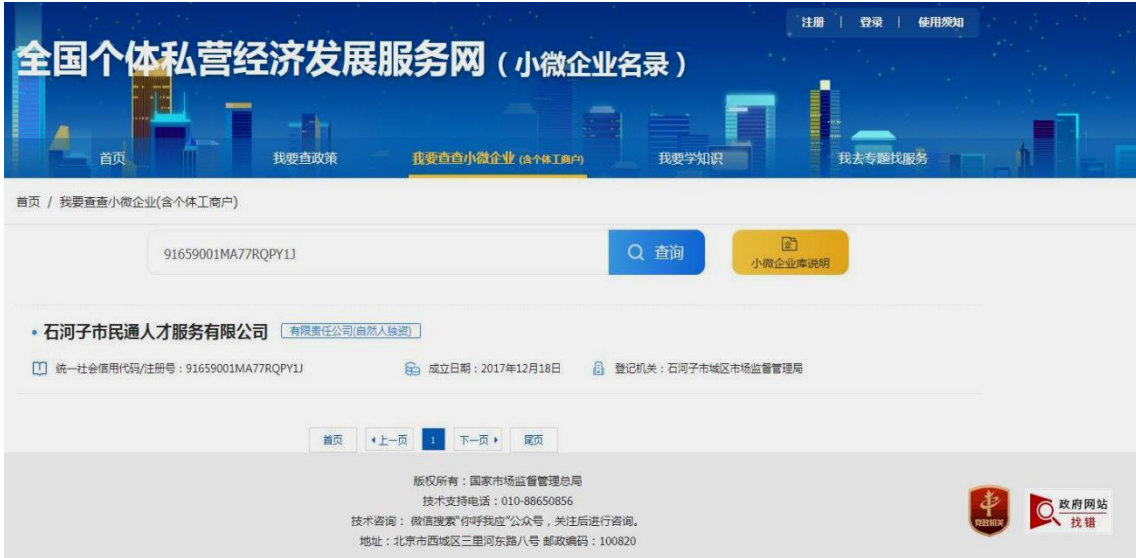 注册 | 登录 | 使用须知
全国个体私营经济发展服务网（小微企业名录）
首页 我要查政策 我要查查小微企业 (含个体工商户) 我要学知识 我去专题找服务
首页 / 我要查查小微企业(含个体工商户)
91659001MA77RQPY1J 查询
小微企业库说明
石河子市民通人才服务有限公司 有限责任公司(自然人独资)
统一社会信用代码/注册号：91659001MA77RQPY1J 成立日期：2017年12月18日 登记机关：石河子市城区市场监督管理局
首页 上一页 1 下一页 尾页
版权所有：国家市场监督管理总局
技术支持电话：010-88650856
技术咨询： 微信搜索"你呼我应"公众号，关注后进行咨询。
地址：北京市西城区三里河东路八号 邮政编码：100820
党政机关
政府网站
找错